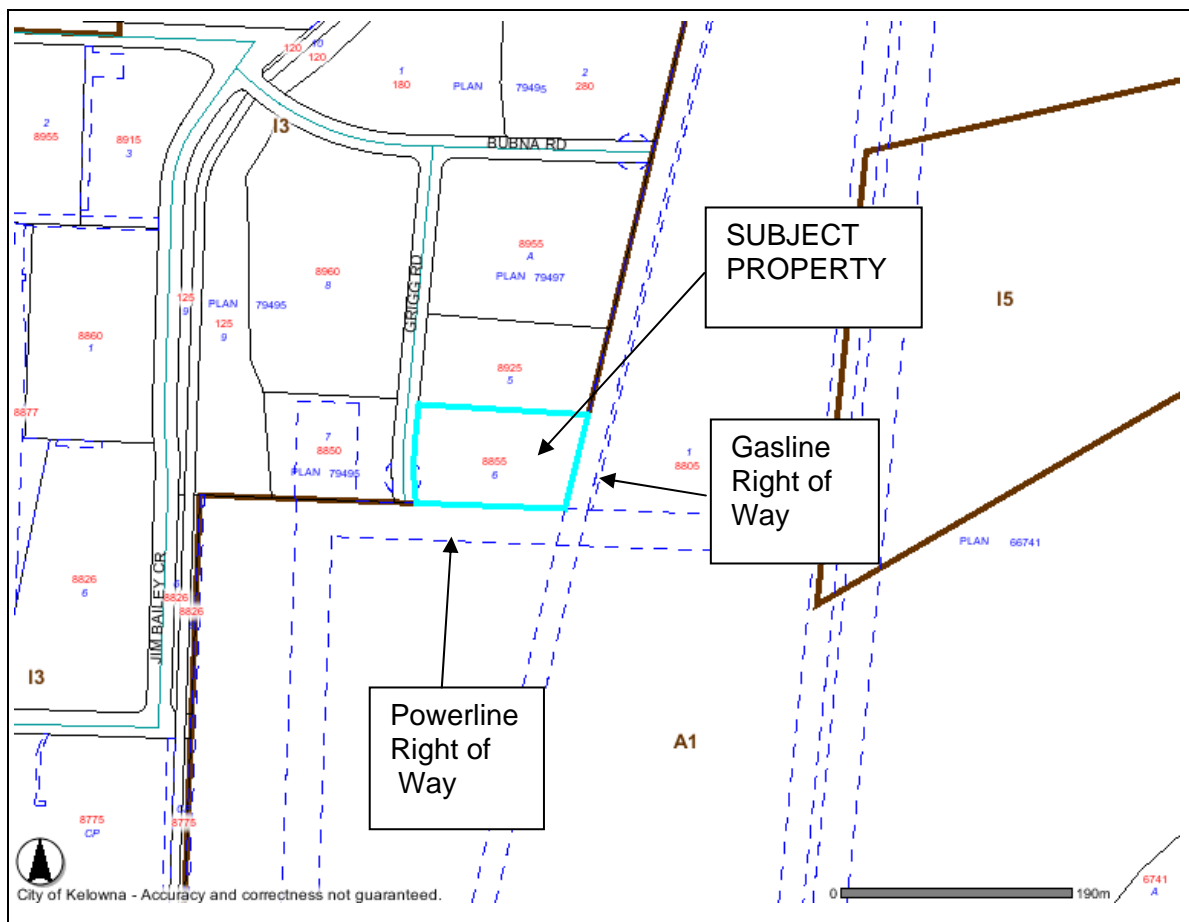 10
120
120
1
180
PLAN 79495
2
280
2
8955
8915
3
I3
BUBNA RD
SUBJECT
PROPERTY
8955
A
PLAN 79497
I5
8960
8
GRIGG RD
125
9
PLAN 79495
125
9
8860
1
8925
5
8877
7
8850
PLAN 79495
8855
6
1
8805
Gasline
Right of
Way
PLAN 66741
8826
6
JIM BAILEY CR
8826
8826
I3
Powerline
Right of
Way
A1
8775
CP
8775
City of Kelowna - Accuracy and correctness not guaranteed.
0 190m
6741
A